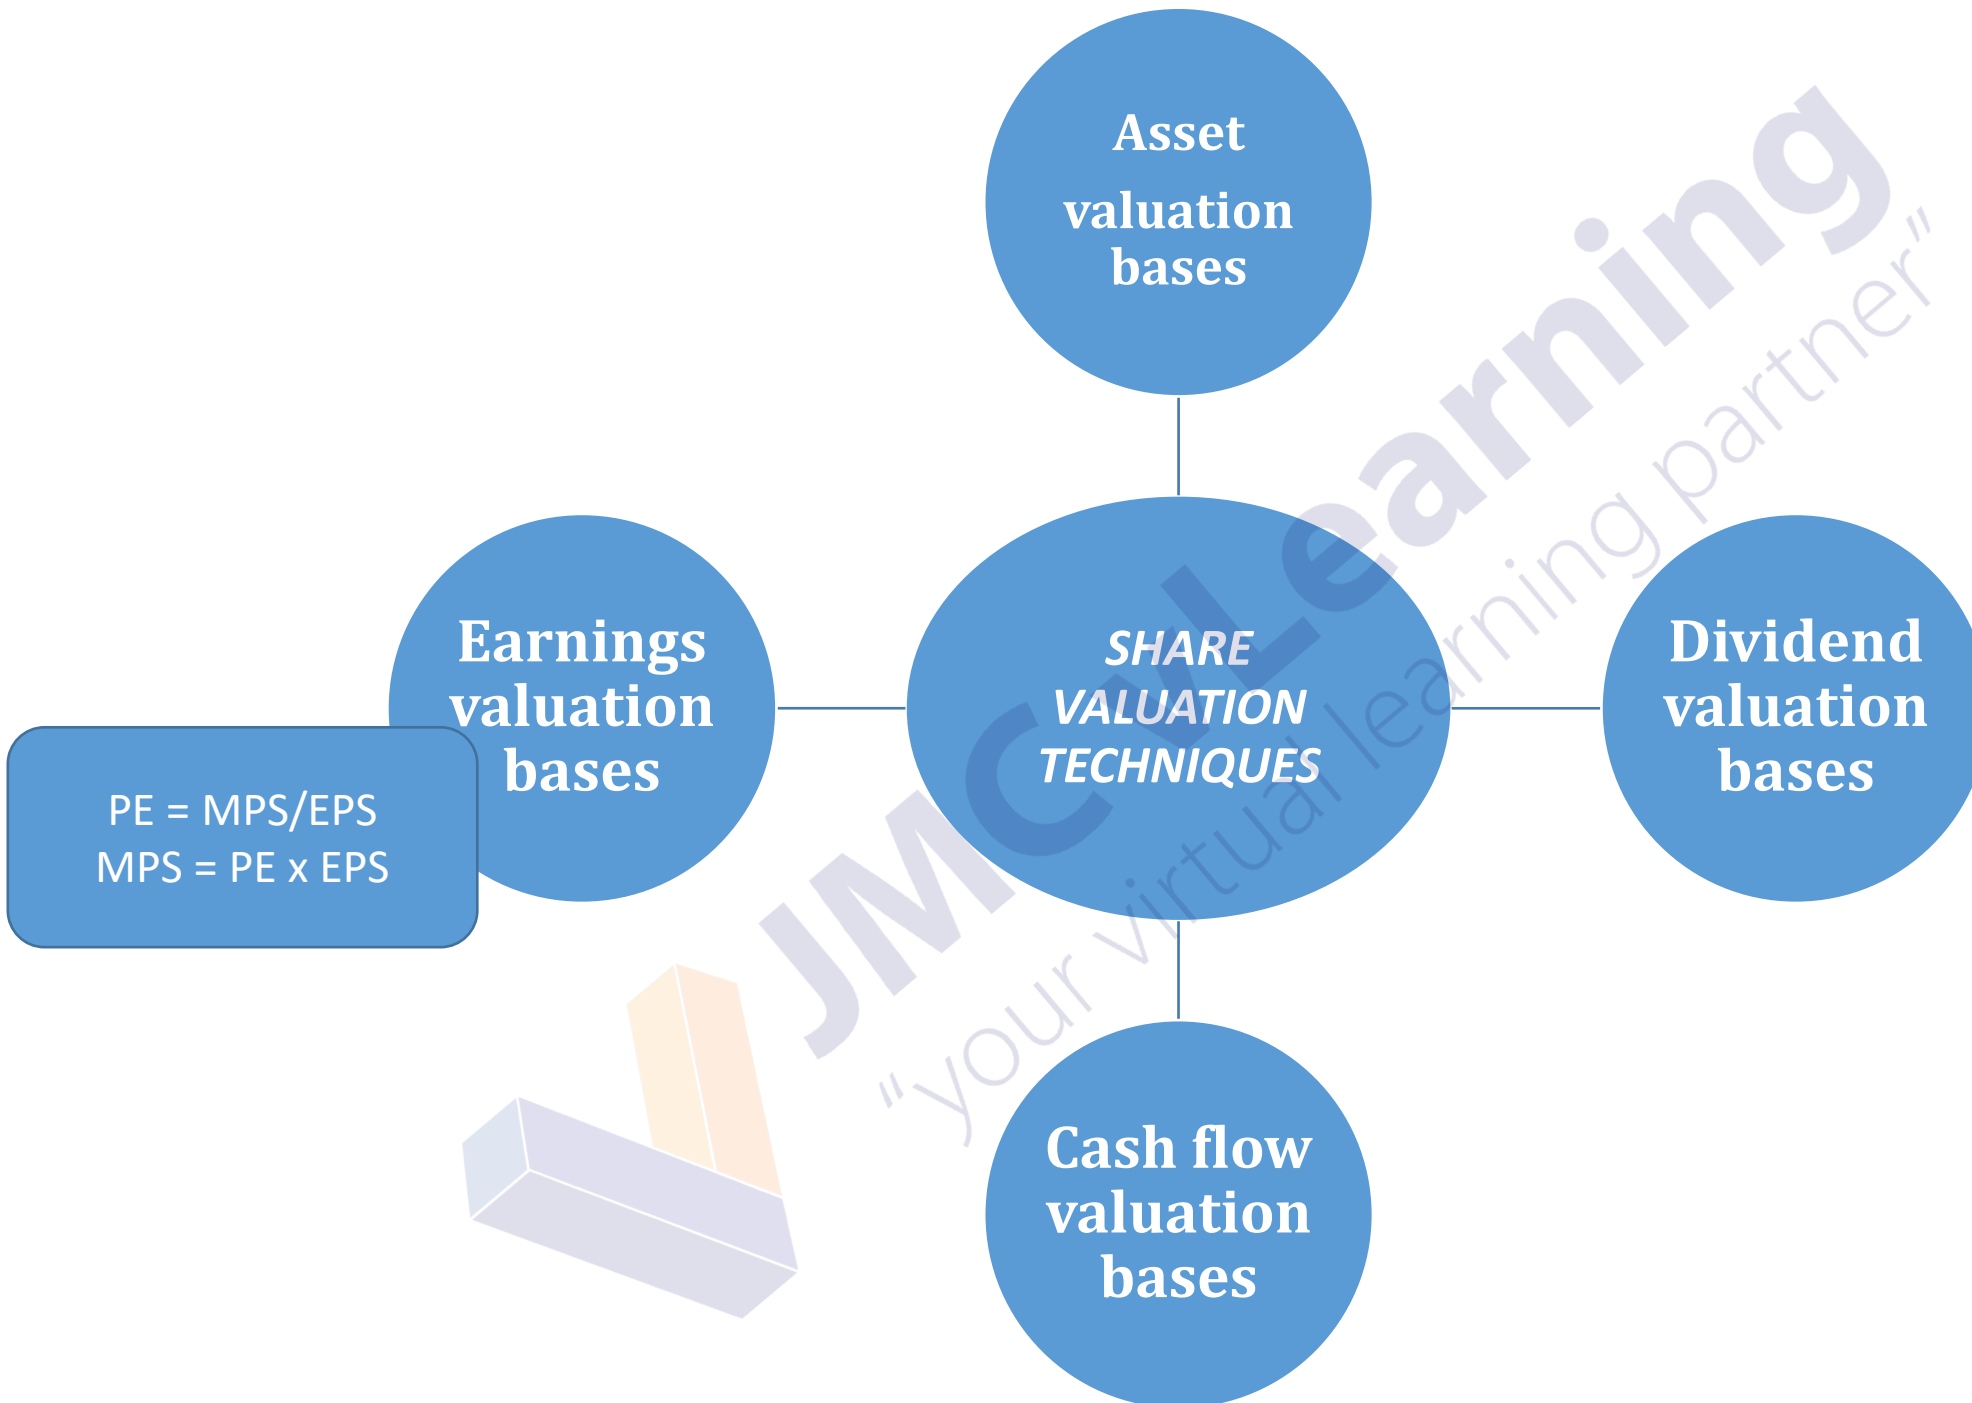 Asset
valuation
bases
Earnings
valuation
bases
PE = MPS/EPS
MPS = PE x EPS
SHARE
VALUATION
TECHNIQUES
Dividend
valuation
bases
Cash flow
valuation
bases
JMC vLearning
“your virtual learning partner”